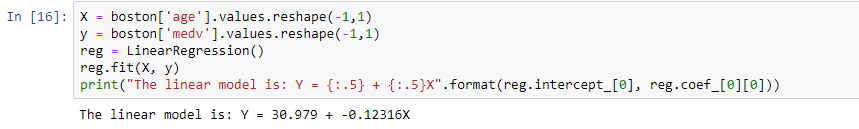 In [16]: X = boston['age'].values.reshape(-1,1)
y = boston['medv'].values.reshape(-1,1)
reg = LinearRegression()
reg.fit(X, y)
print("The linear model is: Y = {:.5} + {:.5}X".format(reg.intercept_[0], reg.coef_[0][0]))
The linear model is: Y = 30.979 + -0.12316X